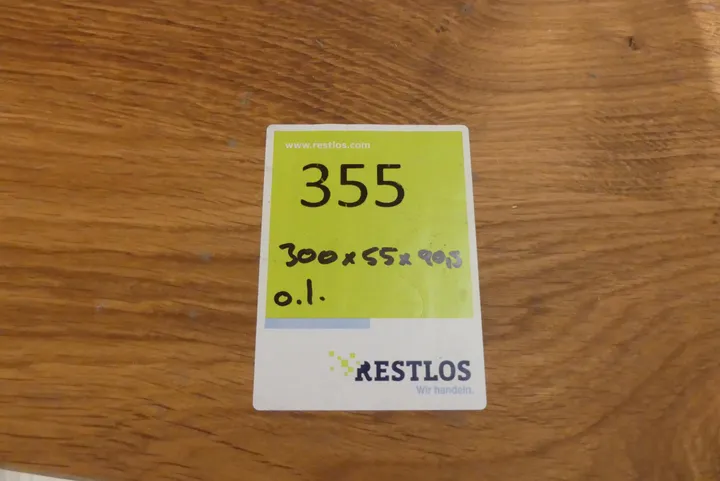 www.restlos.com
355
300 x 55 x 90,5
o.l.
RESTLOS
Wir handeln.